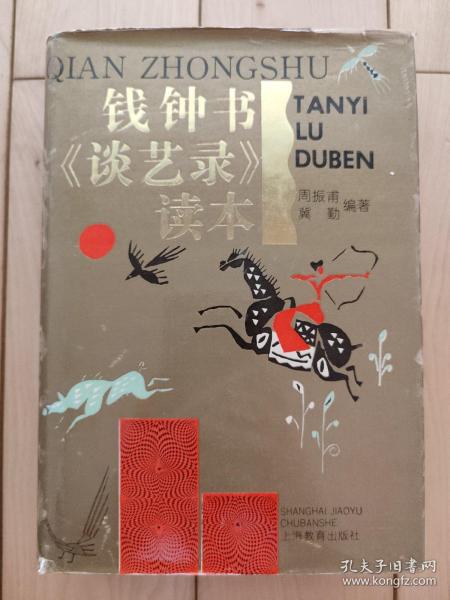 QIAN ZHONGSHU
钱钟书
《谈艺录》
读本
TANYI
LU
DUBEN
周振甫
冀勤
编著
SHANGHAI JIAOYU
CHUBANSHE
上海教育出版社
孔夫子旧书网
www.kongfz.com